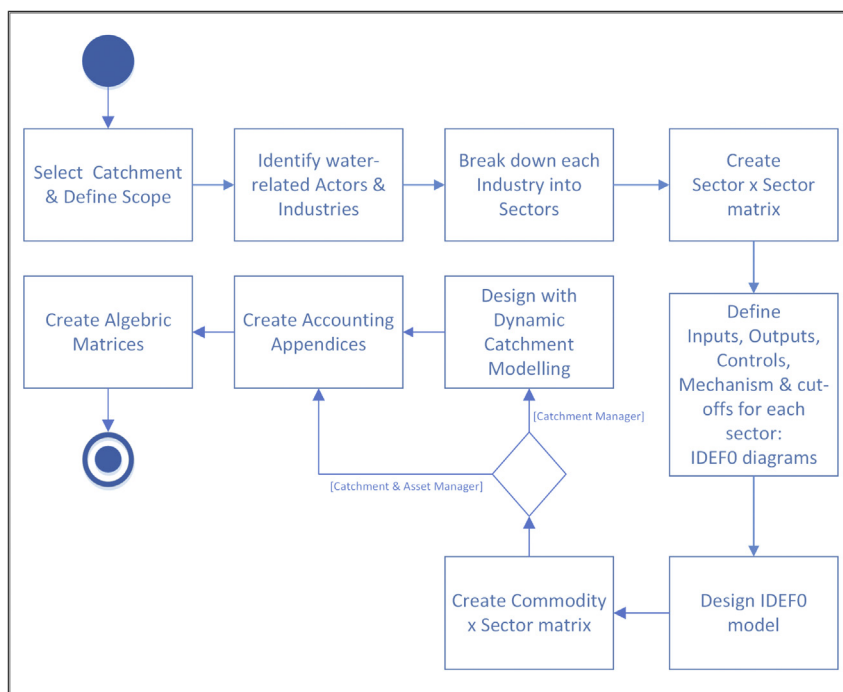 Select Catchment
& Define Scope
Identify water-
related Actors &
Industries
Break down each
Industry into
Sectors
Create
Sector x Sector
matrix
Define
Inputs, Outputs,
Controls,
Mechanism & cut-
offs for each
sector:
IDEF0 diagrams
Design IDEF0
model
Create Commodity
x Sector matrix
[Catchment Manager]
[Catchment & Asset Manager]
Design with
Dynamic
Catchment
Modelling
Create Accounting
Appendices
Create Algebric
Matrices